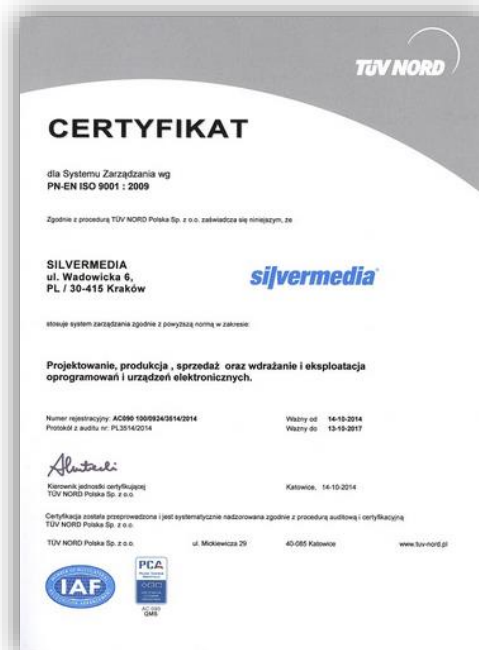 TÜV NORD
CERTYFIKAT
dla Systemu Zarządzania wg
PN-EN ISO 9001 : 2009
Zgodnie z procedurą TÜV NORD Polska Sp. z o.o. zaświadcza się niniejszym, że
SILVERMEDIA
ul. Wadowicka 6,
PL / 30-415 Kraków
silvermedia
stosuje system zarządzania zgodnie z powyższą normą w zakresie:
Projektowanie, produkcja , sprzedaż oraz wdrażanie i eksploatacja
oprogramowań i urządzeń elektronicznych.
Numer rejestracyjny: AC090 100/0924/3514/2014
Protokół z auditu nr: PL3514/2014
Ważny od 14-10-2014
Ważny do 13-10-2017
Kierownik jednostki certyfikującej
TÜV NORD Polska Sp. z o.o.
Katowice, 14-10-2014
Certyfikacja została przeprowadzona i jest systematycznie nadzorowana zgodnie z procedurą auditową i certyfikacyjną
TÜV NORD Polska Sp. z o.o.
TÜV NORD Polska Sp. z o.o. ul. Mickiewicza 29 40-085 Katowice www.tuv-nord.pl
IAF
PCA
AC 090
QMS